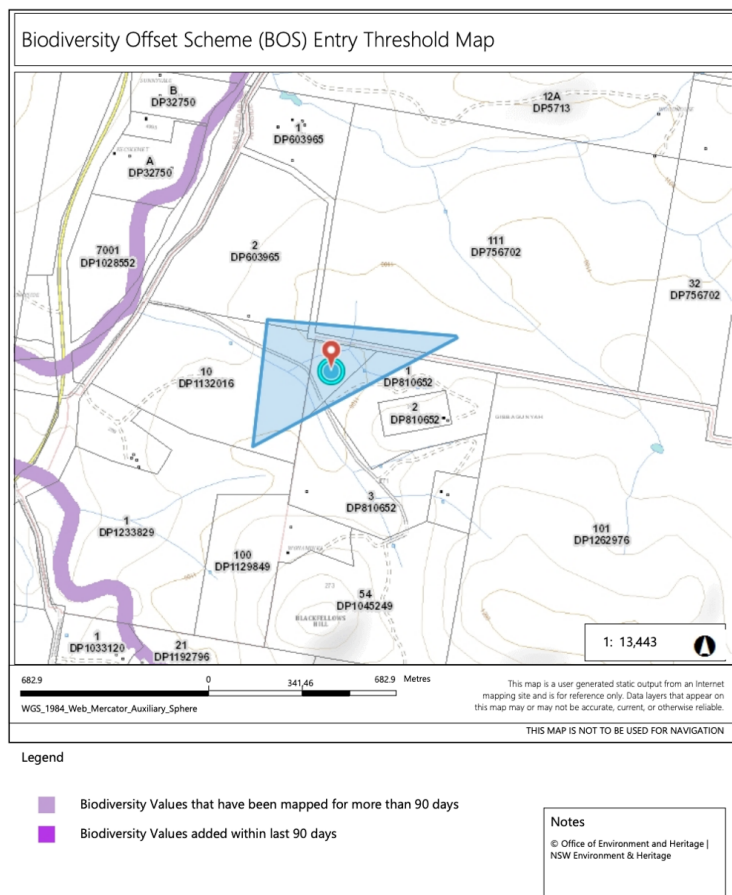 Biodiversity Offset Scheme (BOS) Entry Threshold Map
B
DP32750
12A
DP5713
1
DP603965
A
DP32750
2
DP603965
7001
DP1028552
111
DP756702
32
DP756702
10
DP1132016
1
DP810652
2
DP810652
3
DP810652
1
DP1233829
101
DP1262976
100
DP1129849
273
54
DP1045249
BLACKFELLOWS
HILL
1
DP1033120
21
DP1192796
1: 13,443
682.9
0
341.46
682.9
Metres
WGS_1984_Web_Mercator_Auxiliary_Sphere
This map is a user generated static output from an Internet
mapping site and is for reference only. Data layers that appear on
this map may or may not be accurate, current, or otherwise reliable.
THIS MAP IS NOT TO BE USED FOR NAVIGATION
Legend
Biodiversity Values that have been mapped for more than 90 days
Biodiversity Values added within last 90 days
Notes
© Office of Environment and Heritage |
NSW Environment & Heritage